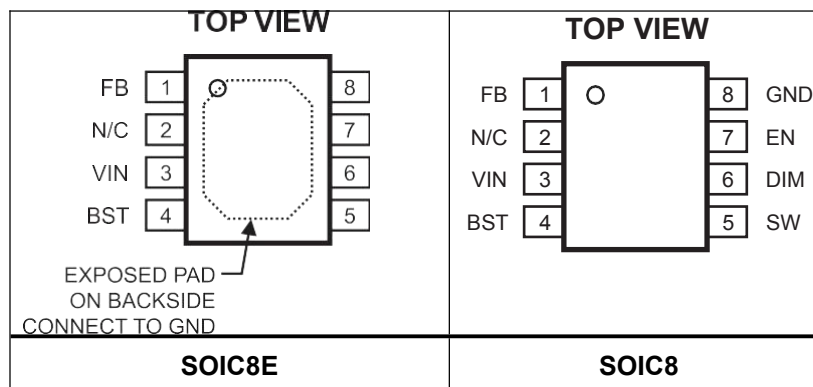 TOP VIEW
FB 1 8
N/C 2 7
VIN 3 6
BST 4 5
EXPOSED PAD
ON BACKSIDE
CONNECT TO GND
SOIC8E
TOP VIEW
FB 1 8 GND
N/C 2 7 EN
VIN 3 6 DIM
BST 4 5 SW
SOIC8